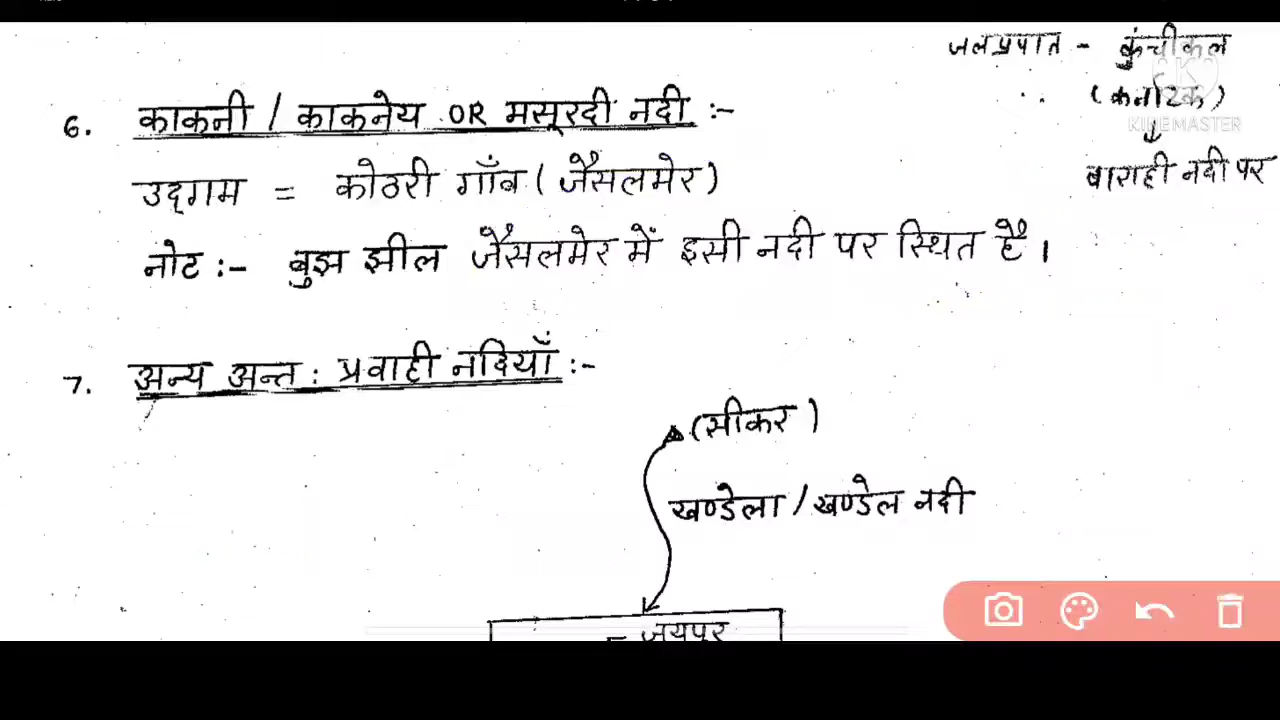 जलप्रपात - कुंचीकल
(कर्नाटक)
KINEMASTER
बाराही नदी पर
6. काकनी / काकनेय OR मसूरदी नदी :-
उद्गम = कोठरी गाँव (जैसलमेर)
नोट :- बुझ झील जैसलमेर में इसी नदी पर स्थित है।
7. अन्य अन्त: प्रवाही नदियाँ :-
(सीकर)
खण्डेला / खण्डेल नदी
जयपुर